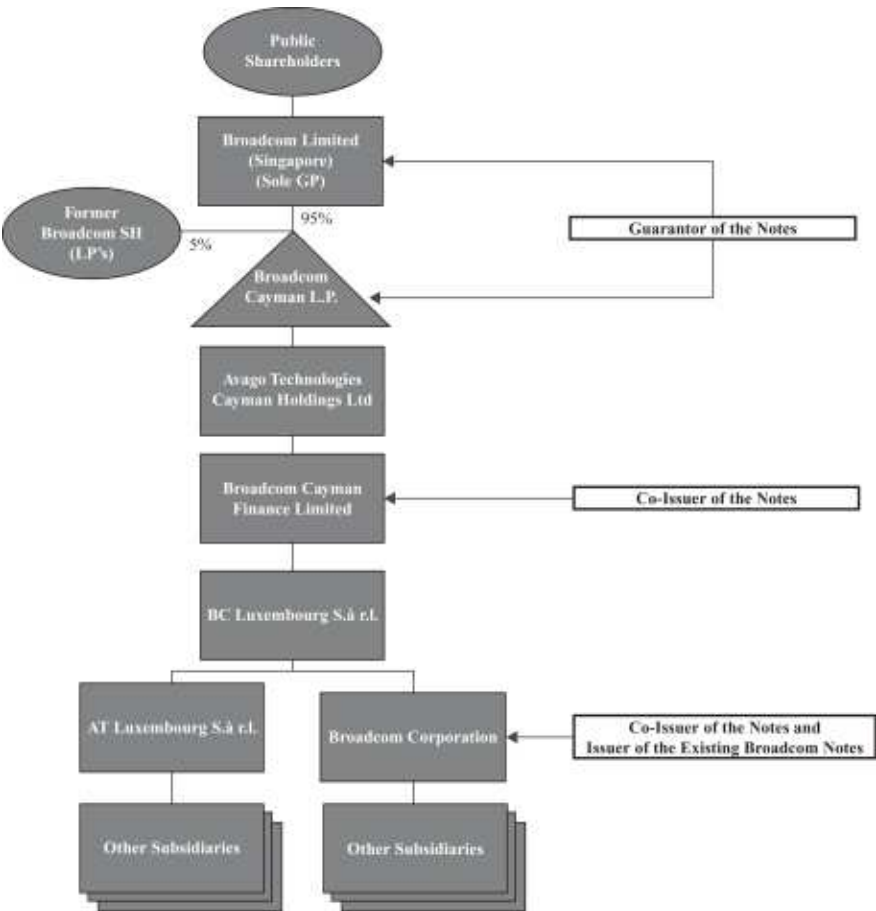 Public
Shareholders
Broadcom Limited
(Singapore)
(Sole GP)
Former
Broadcom SH
(LP's)
95%
5%
Guarantor of the Notes
Broadcom
Cayman L.P.
Avago Technologies
Cayman Holdings Ltd
Broadcom Cayman
Finance Limited
Co-Issuer of the Notes
BC Luxembourg S.à r.l.
AT Luxembourg S.à r.l.
Broadcom Corporation
Co-Issuer of the Notes and
Issuer of the Existing Broadcom Notes
Other Subsidiaries
Other Subsidiaries